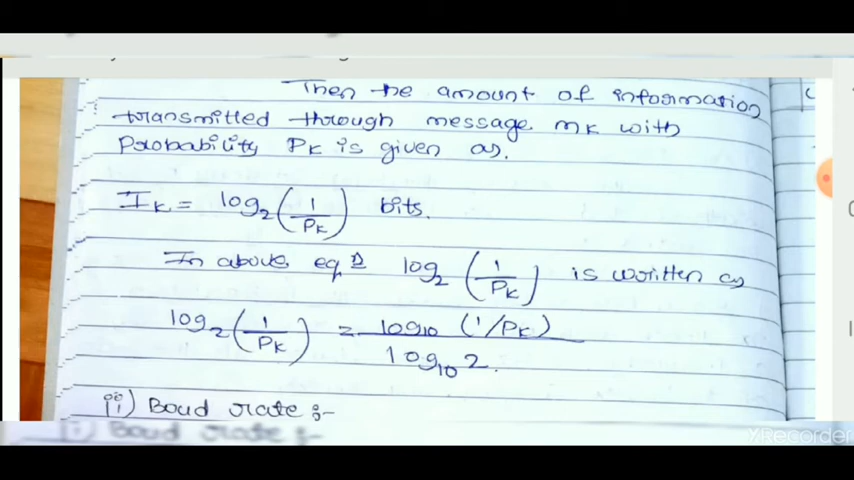 Then the amount of information
transmitted through message mk with
Probability Pk is given as.
Ik = log2 (1/Pk) bits.
In above eqn log2 (1/Pk) is written as
log2 (1/Pk) = log10 (1/Pk) / log10 2.
ii) Baud rate :-
XRecorder